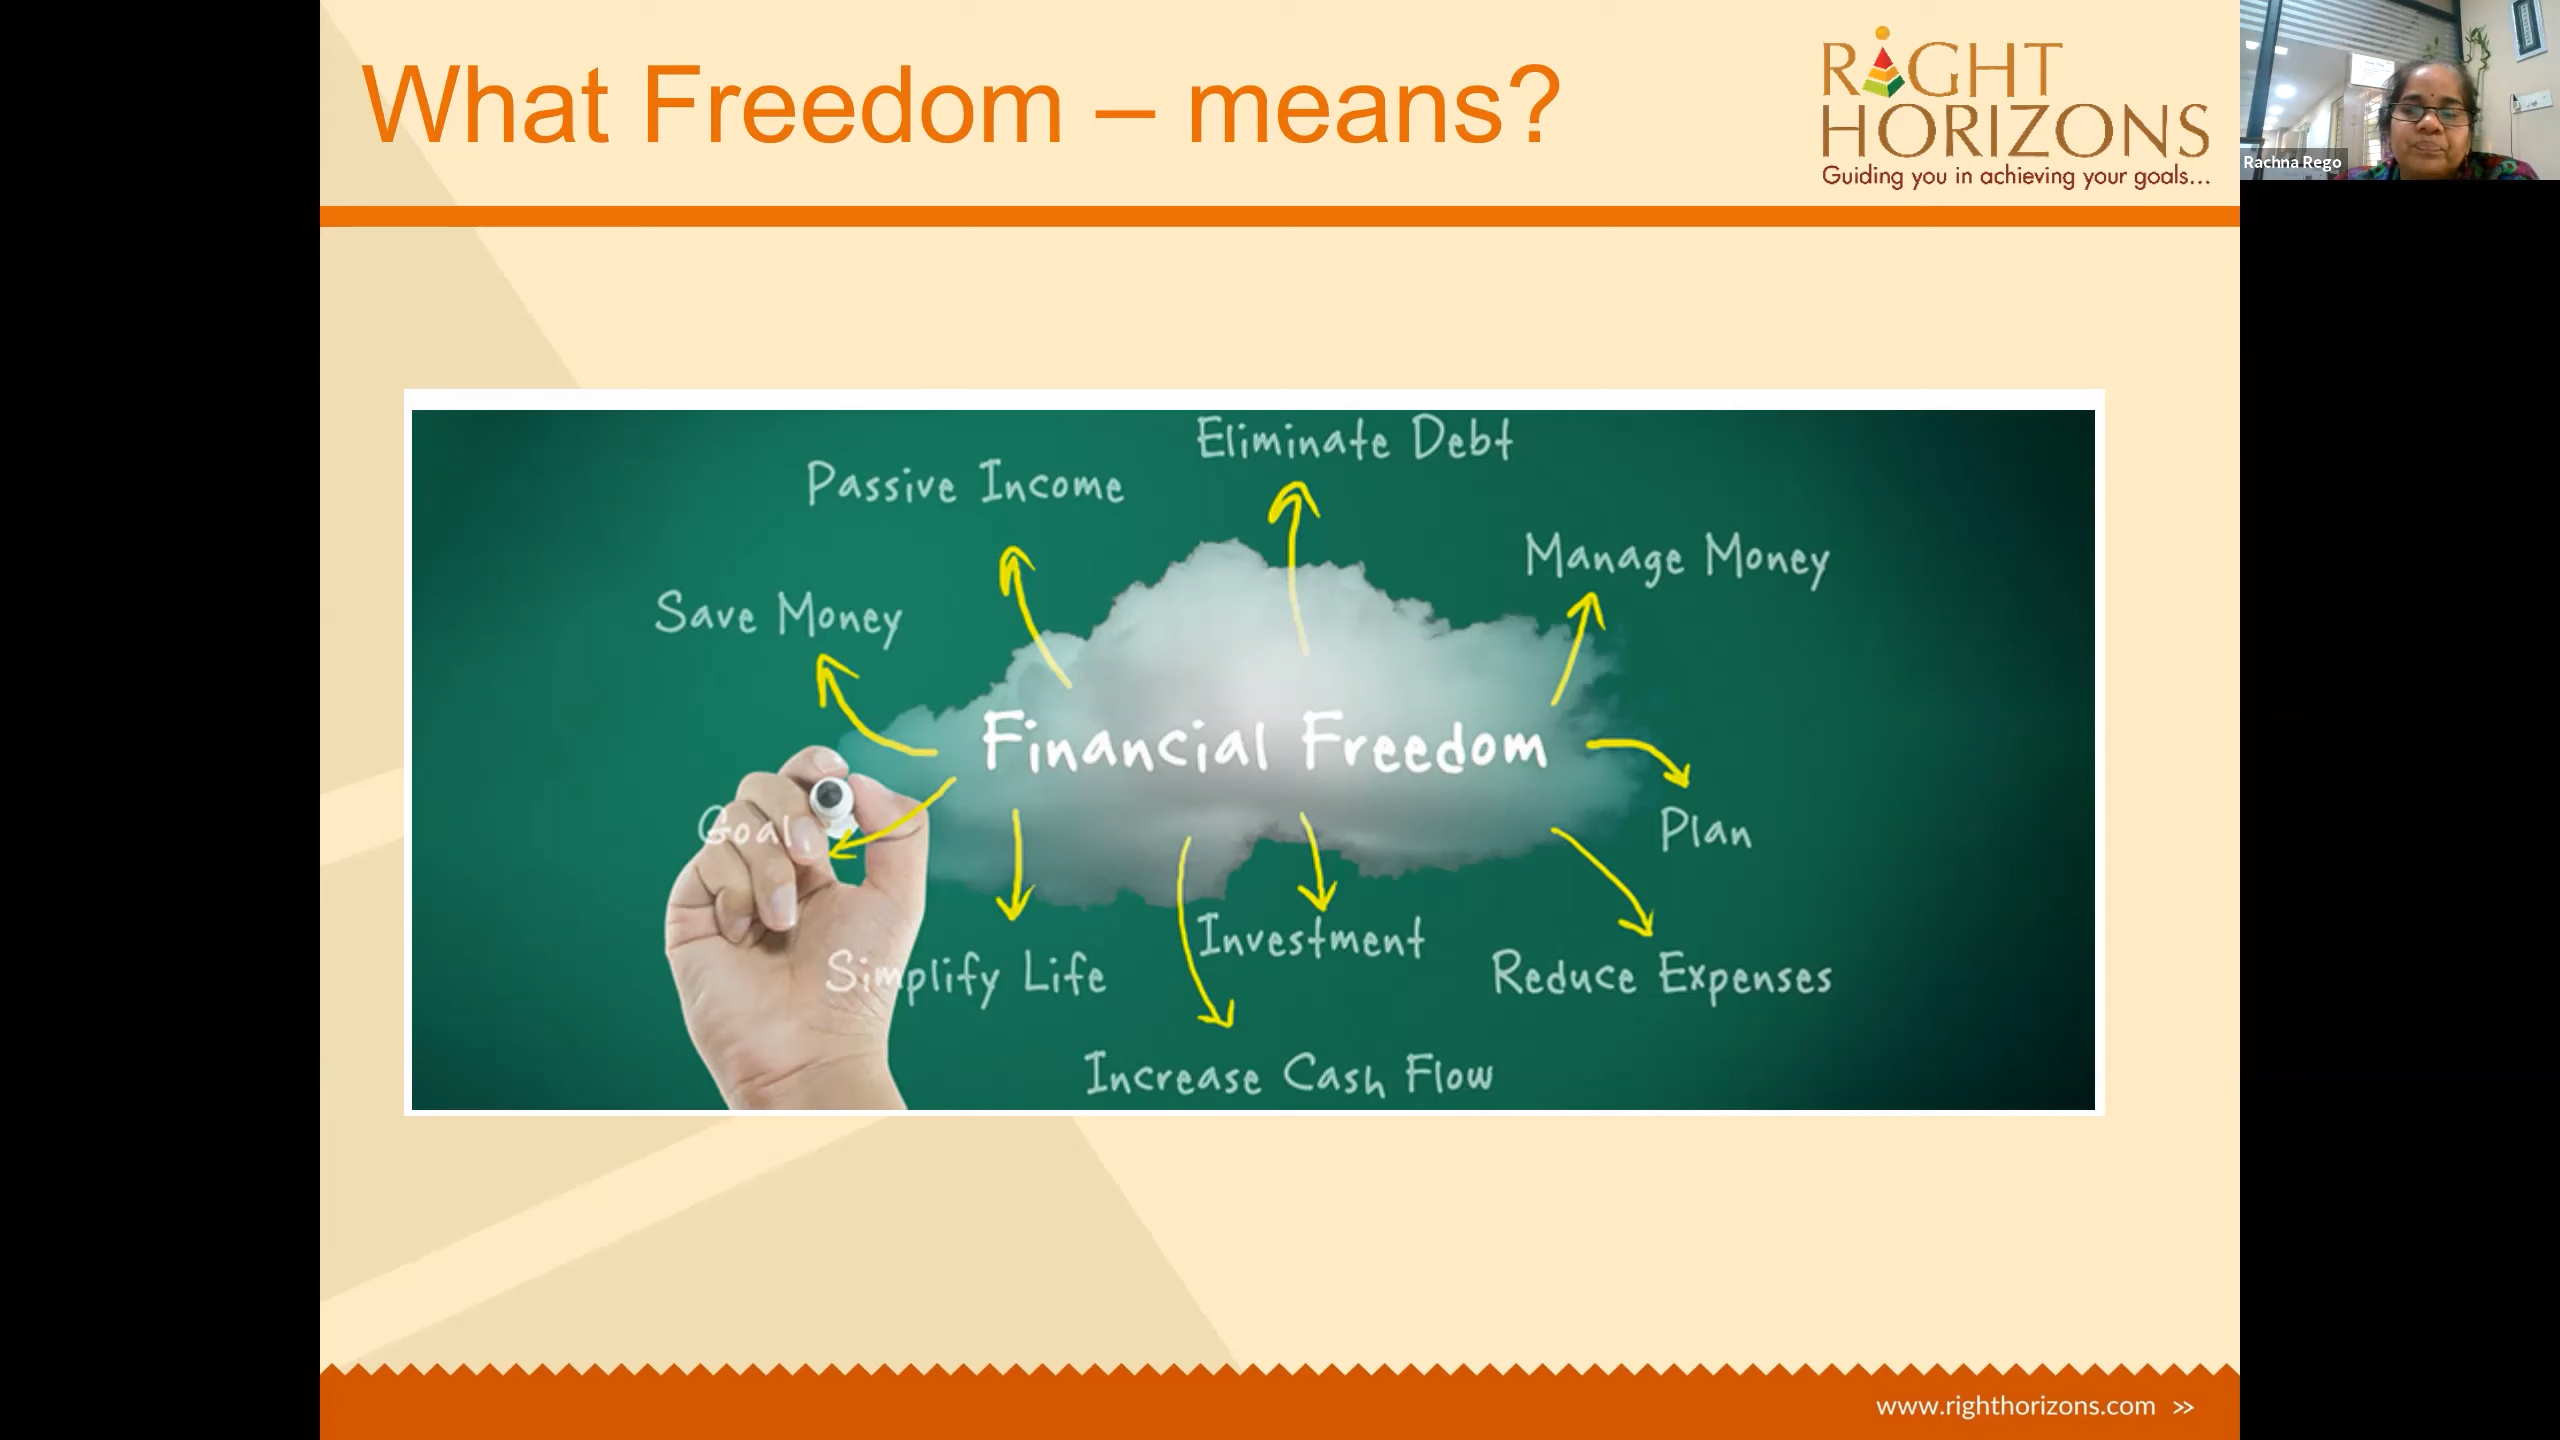 What Freedom – means?
RIGHT
HORIZONS
Guiding you in achieving your goals...
Rachna Rego
Eliminate Debt
Passive Income
Manage Money
Save Money
Financial Freedom
Goal
Plan
Investment
Simplify Life
Reduce Expenses
Increase Cash Flow
www.righthorizons.com >>